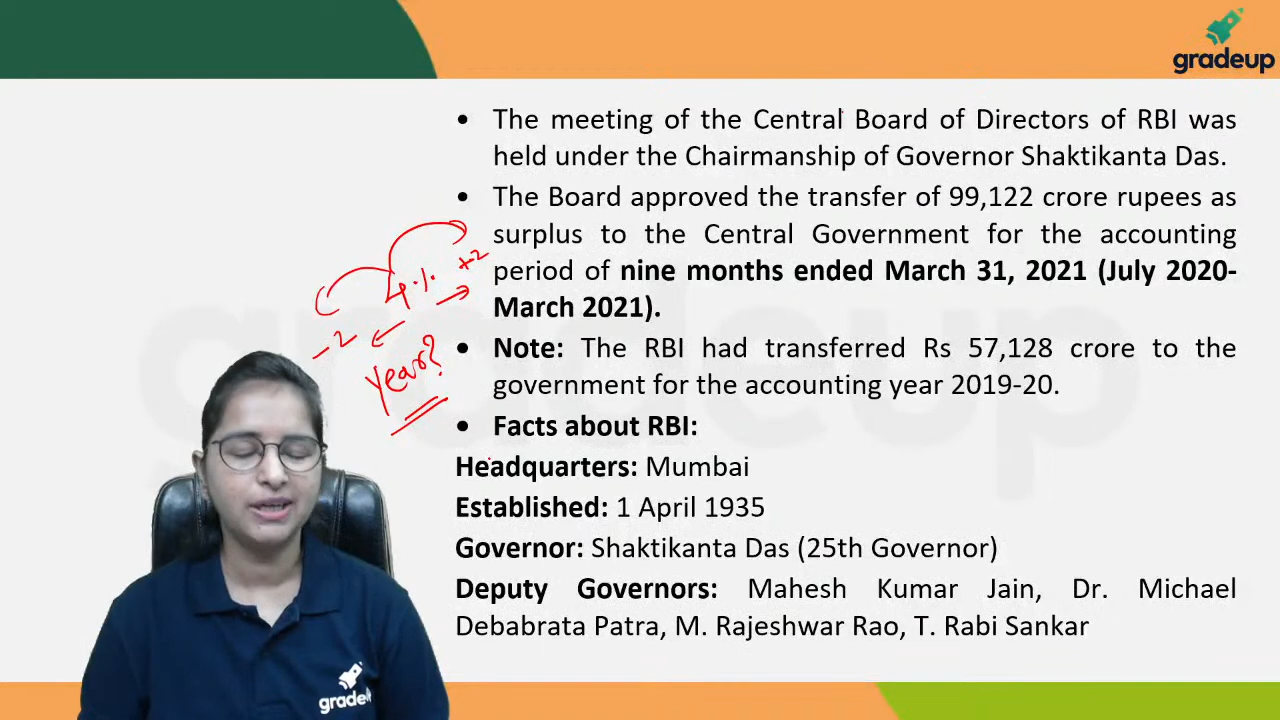 gradeup
• The meeting of the Central Board of Directors of RBI was
held under the Chairmanship of Governor Shaktikanta Das.
• The Board approved the transfer of 99,122 crore rupees as
surplus to the Central Government for the accounting
period of nine months ended March 31, 2021 (July 2020-
March 2021).
4% +2
-2
Year?
• Note: The RBI had transferred Rs 57,128 crore to the
government for the accounting year 2019-20.
• Facts about RBI:
Headquarters: Mumbai
Established: 1 April 1935
Governor: Shaktikanta Das (25th Governor)
Deputy Governors: Mahesh Kumar Jain, Dr. Michael
Debabrata Patra, M. Rajeshwar Rao, T. Rabi Sankar
gradeup
gradeup